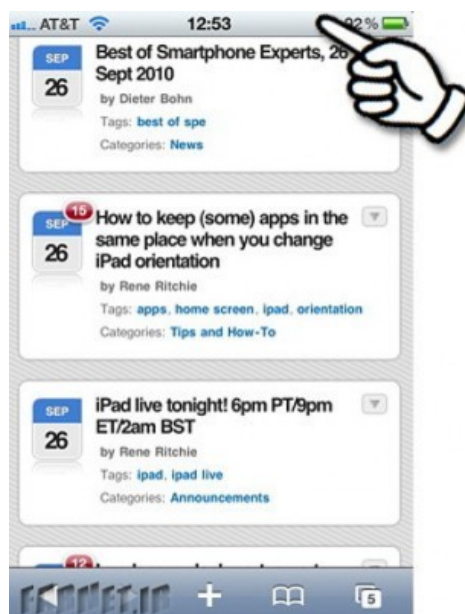 AT&T 12:53 92%
SEP
26
Best of Smartphone Experts, 26
Sept 2010
by Dieter Bohn
Tags: best of spe
Categories: News
SEP
15
26
How to keep (some) apps in the
same place when you change
iPad orientation
by Rene Ritchie
Tags: apps, home screen, ipad, orientation
Categories: Tips and How-To
SEP
26
iPad live tonight! 6pm PT/9pm
ET/2am BST
by Rene Ritchie
Tags: ipad, ipad live
Categories: Announcements
12
5